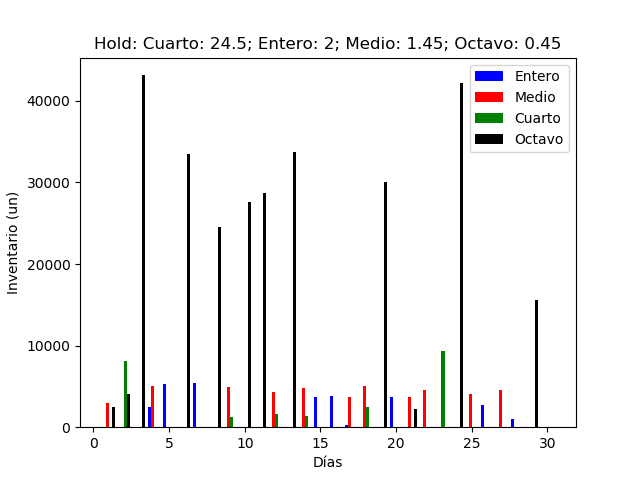 Hold: Cuarto: 24.5; Entero: 2; Medio: 1.45; Octavo: 0.45
Entero
Medio
Cuarto
Octavo
Inventario (un)
40000
30000
20000
10000
0
0 5 10 15 20 25 30
Días